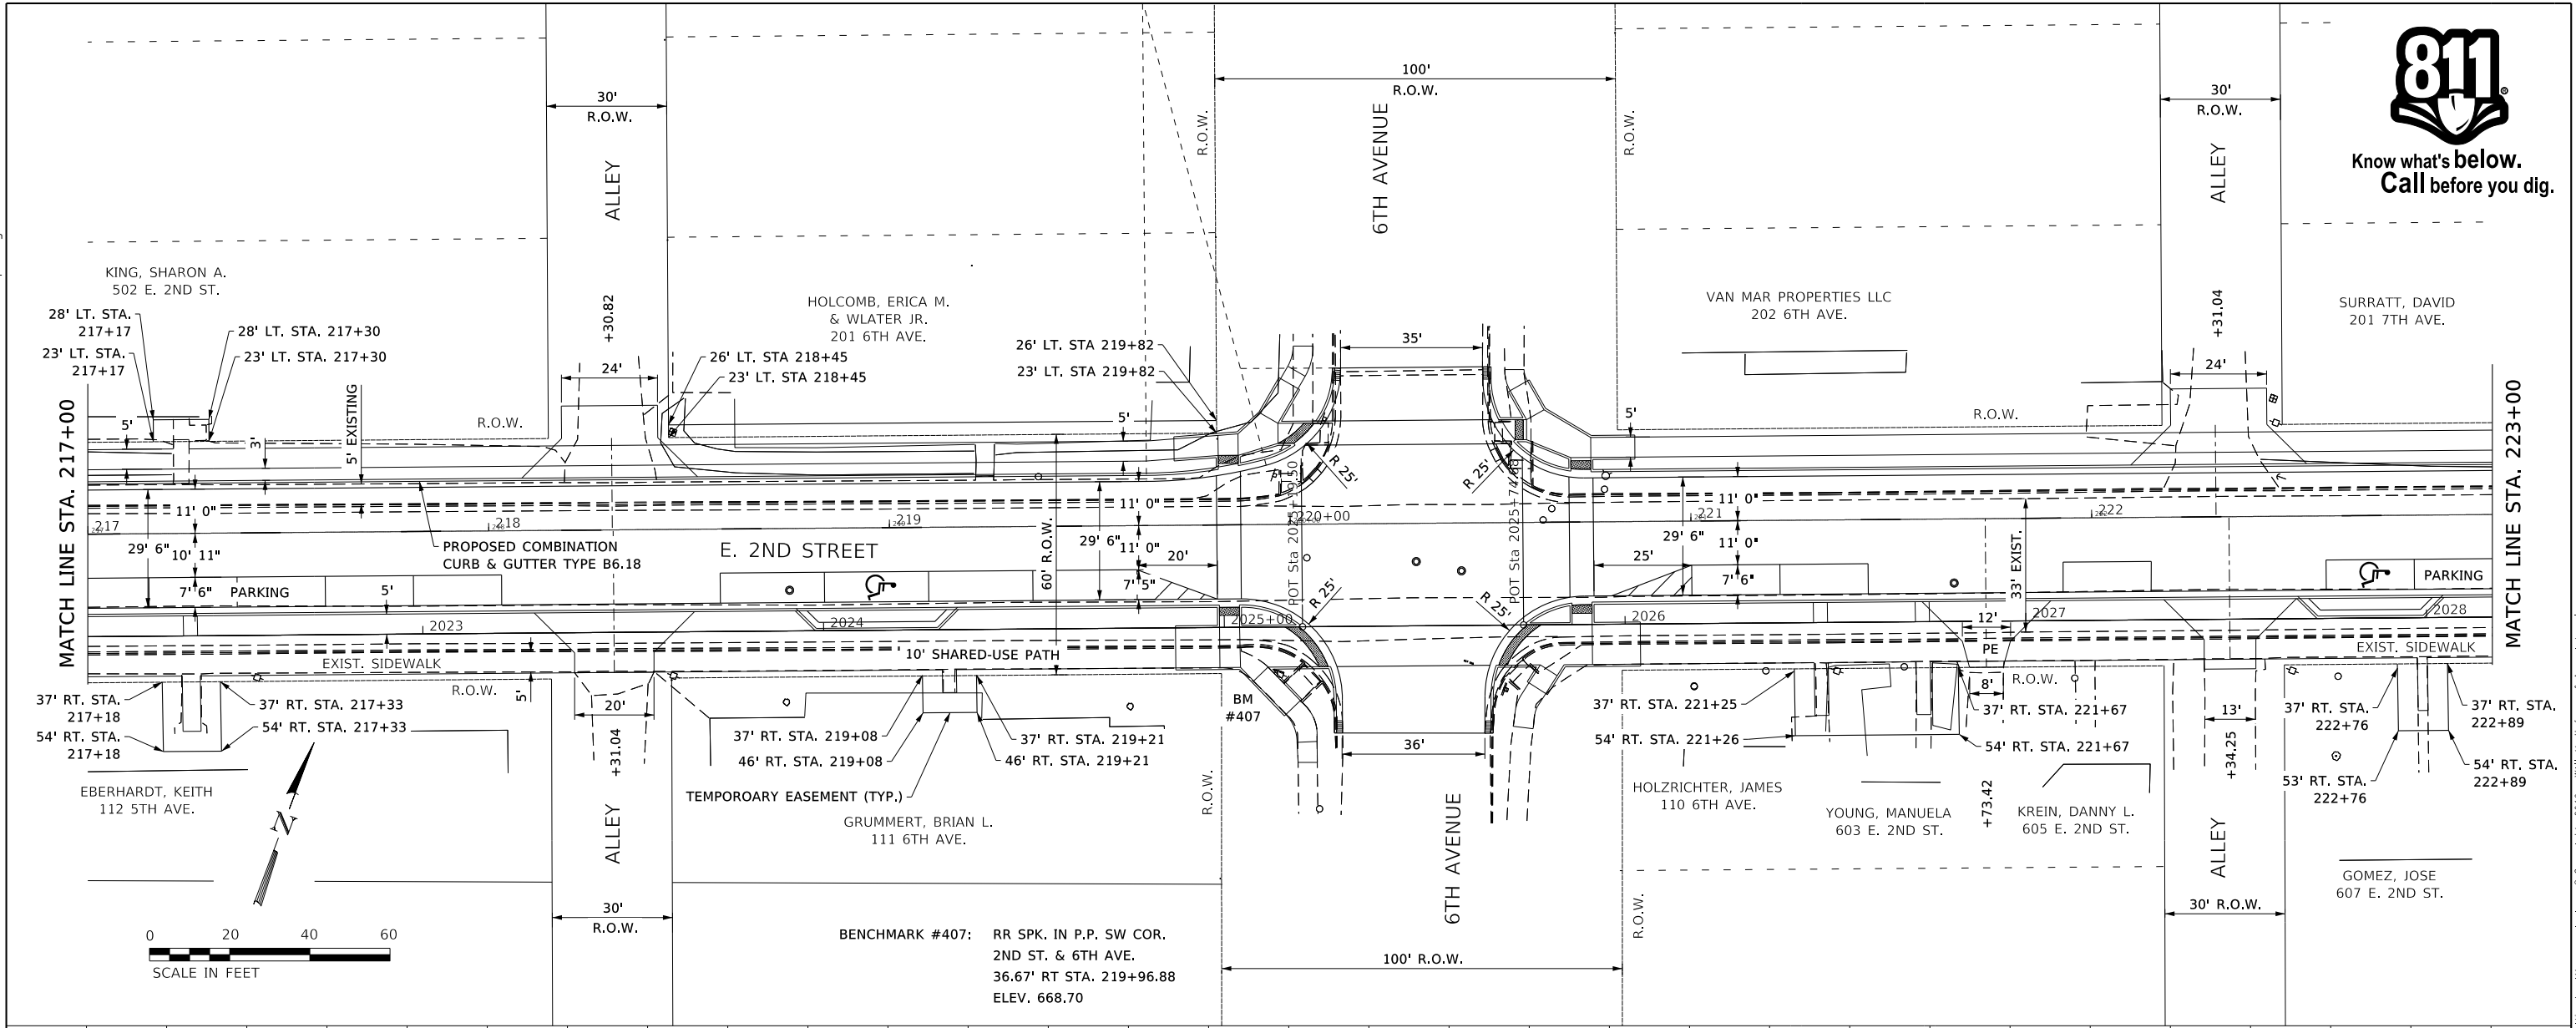 811
Know what's below.
Call before you dig.
100'
R.O.W.
30'
R.O.W.
30'
R.O.W.
ALLEY
R.O.W.
6TH AVENUE
R.O.W.
ALLEY
KING, SHARON A.
502 E. 2ND ST.
HOLCOMB, ERICA M.
& WLATER JR.
201 6TH AVE.
VAN MAR PROPERTIES LLC
202 6TH AVE.
SURRATT, DAVID
201 7TH AVE.
+30.82
+31.04
28' LT. STA.
217+17
28' LT. STA. 217+30
23' LT. STA.
217+17
23' LT. STA. 217+30
26' LT. STA 218+45
23' LT. STA 218+45
26' LT. STA 219+82
23' LT. STA 219+82
35'
24'
24'
MATCH LINE STA. 217+00
5'
3'
5' EXISTING
R.O.W.
5'
R 25'
R 25'
5'
R.O.W.
MATCH LINE STA. 223+00
217
218
219
220+00
221
222
11' 0"
29' 6"
10' 11"
7' 6"
PARKING
5'
PROPOSED COMBINATION
CURB & GUTTER TYPE B6.18
E. 2ND STREET
60' R.O.W.
29' 6"
11' 0"
11' 0"
20'
7' 5"
POT Sta 2025+19.50
POT Sta 2025+74.68
R 25'
R 25'
25'
29' 6"
11' 0"
11' 0"
7' 6"
33' EXIST.
PARKING
2023
2024
2025+00
2026
2027
2028
12'
PE
8'
EXIST. SIDEWALK
10' SHARED-USE PATH
EXIST. SIDEWALK
R.O.W.
5'
R.O.W.
37' RT. STA.
217+18
37' RT. STA. 217+33
54' RT. STA.
217+18
54' RT. STA. 217+33
20'
+31.04
37' RT. STA. 219+08
37' RT. STA. 219+21
46' RT. STA. 219+08
46' RT. STA. 219+21
TEMPOROARY EASEMENT (TYP.)
BM
#407
36'
37' RT. STA. 221+25
37' RT. STA. 221+67
54' RT. STA. 221+26
54' RT. STA. 221+67
13'
+34.25
+73.42
37' RT. STA.
222+76
37' RT. STA.
222+89
53' RT. STA.
222+76
54' RT. STA.
222+89
EBERHARDT, KEITH
112 5TH AVE.
GRUMMERT, BRIAN L.
111 6TH AVE.
HOLZRICHTER, JAMES
110 6TH AVE.
YOUNG, MANUELA
603 E. 2ND ST.
KREIN, DANNY L.
605 E. 2ND ST.
GOMEZ, JOSE
607 E. 2ND ST.
N
ALLEY
R.O.W.
6TH AVENUE
R.O.W.
ALLEY
30'
R.O.W.
30' R.O.W.
100' R.O.W.
0 20 40 60
SCALE IN FEET
BENCHMARK #407: RR SPK. IN P.P. SW COR.
2ND ST. & 6TH AVE.
36.67' RT STA. 219+96.88
ELEV. 668.70